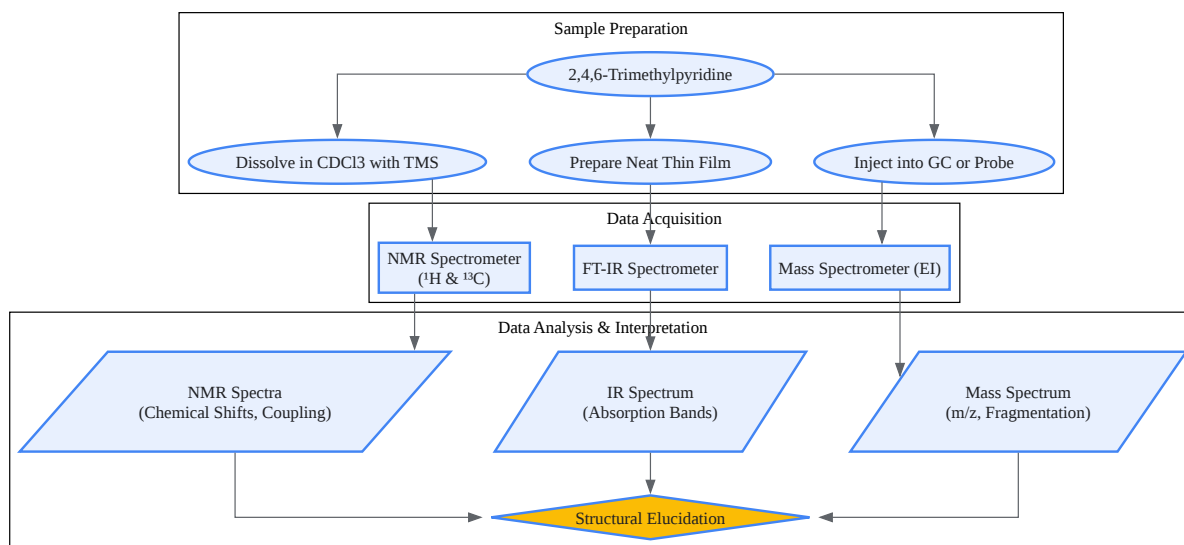 Sample Preparation
2,4,6-Trimethylpyridine
Dissolve in CDCl3 with TMS
Prepare Neat Thin Film
Inject into GC or Probe
Data Acquisition
NMR Spectrometer
(¹H & ¹³C)
FT-IR Spectrometer
Mass Spectrometer (EI)
Data Analysis & Interpretation
NMR Spectra
(Chemical Shifts, Coupling)
IR Spectrum
(Absorption Bands)
Mass Spectrum
(m/z, Fragmentation)
Structural Elucidation